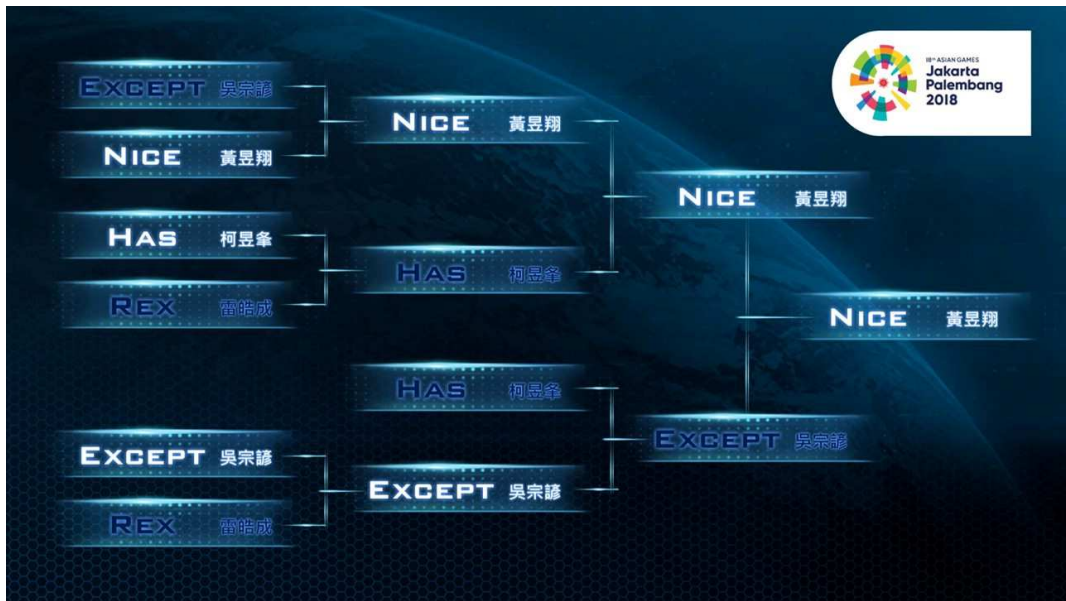 18th ASIAN GAMES
Jakarta
Palembang
2018
EXCEPT 吳宗諺
NICE 黃昱翔
HAS 柯昱夆
REX 雷皓成
NICE 黃昱翔
HAS 柯昱夆
NICE 黃昱翔
NICE 黃昱翔
HAS 柯昱夆
EXCEPT 吳宗諺
EXCEPT 吳宗諺
REX 雷皓成
EXCEPT 吳宗諺